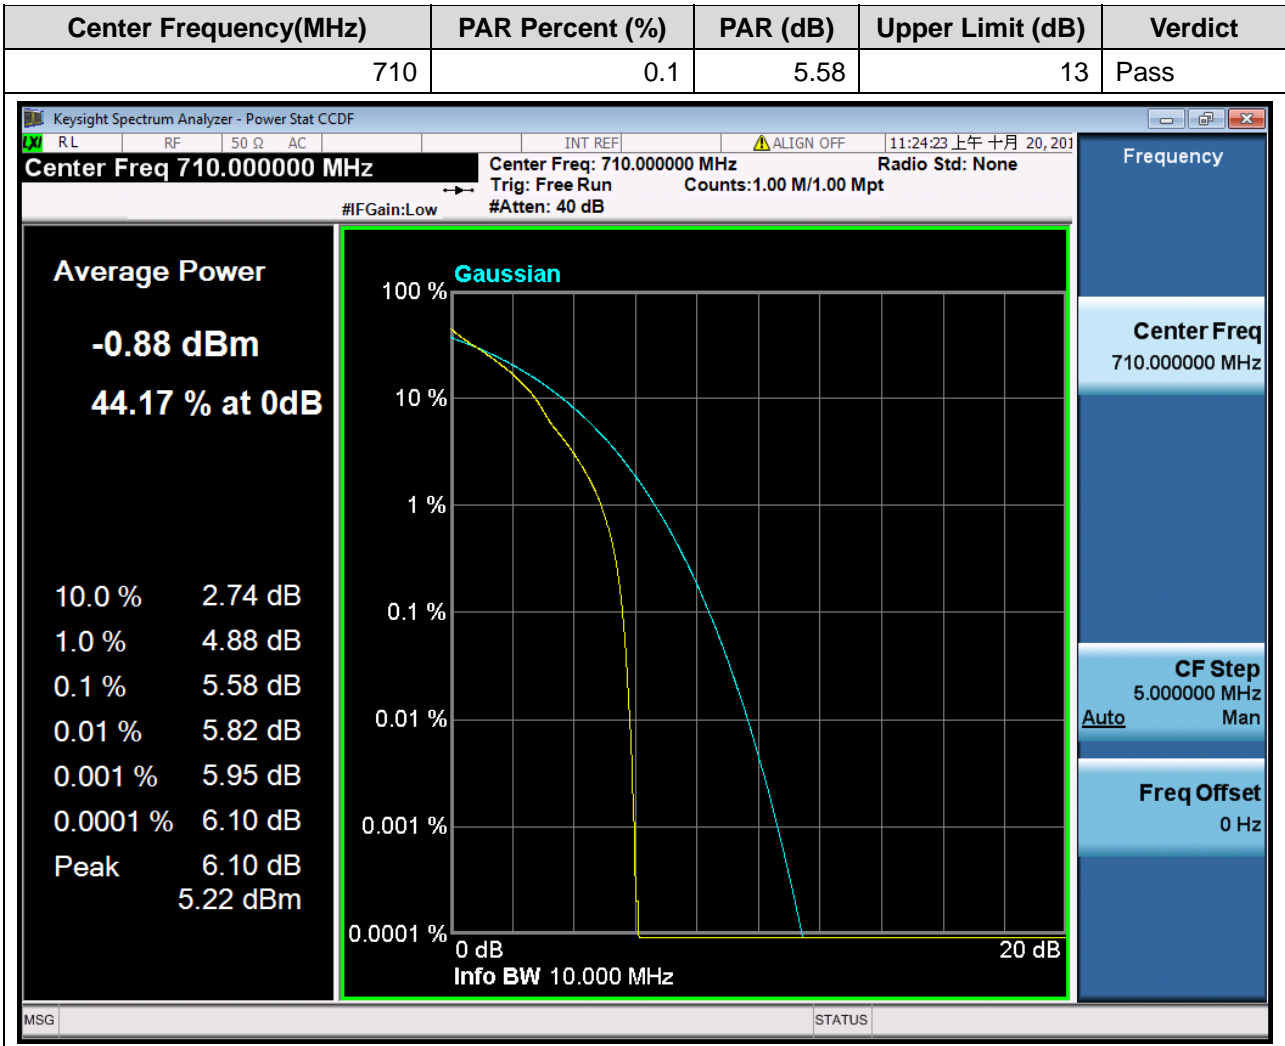 Center Frequency(MHz) PAR Percent (%) PAR (dB) Upper Limit (dB) Verdict
710 0.1 5.58 13 Pass
Keysight Spectrum Analyzer - Power Stat CCDF
LXI RL RF 50 Ω AC INT REF ALIGN OFF 11:24:23 上午 十月 20, 201
Center Freq 710.000000 MHz
Center Freq: 710.000000 MHz Radio Std: None
Trig: Free Run Counts:1.00 M/1.00 Mpt
#IFGain:Low #Atten: 40 dB
Average Power
-0.88 dBm
44.17 % at 0dB
10.0 % 2.74 dB
1.0 % 4.88 dB
0.1 % 5.58 dB
0.01 % 5.82 dB
0.001 % 5.95 dB
0.0001 % 6.10 dB
Peak 6.10 dB
5.22 dBm
Gaussian
100 %
10 %
1 %
0.1 %
0.01 %
0.001 %
0.0001 %
0 dB 20 dB
Info BW 10.000 MHz
Frequency
Center Freq
710.000000 MHz
CF Step
5.000000 MHz
Auto Man
Freq Offset
0 Hz
MSG STATUS